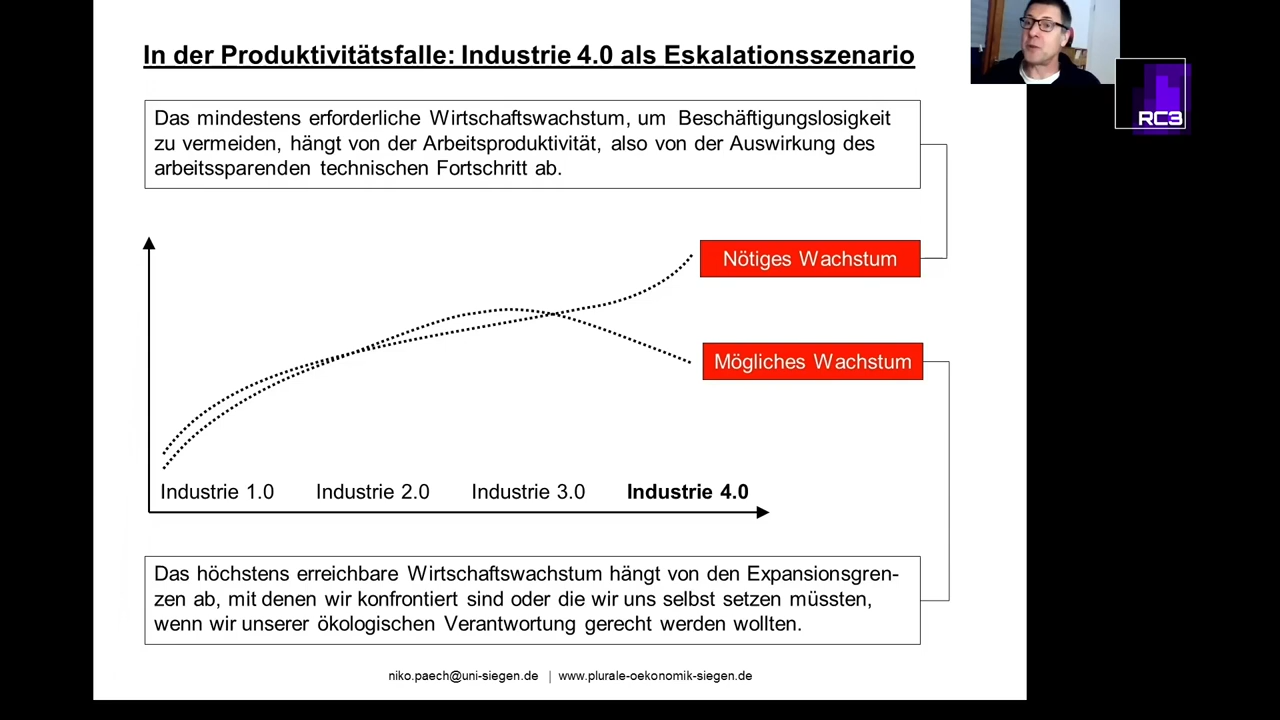 In der Produktivitätsfalle: Industrie 4.0 als Eskalationsszenario
RC3
Das mindestens erforderliche Wirtschaftswachstum, um Beschäftigungslosigkeit
zu vermeiden, hängt von der Arbeitsproduktivität, also von der Auswirkung des
arbeitssparenden technischen Fortschritt ab.
Nötiges Wachstum
Mögliches Wachstum
Industrie 1.0 Industrie 2.0 Industrie 3.0 Industrie 4.0
Das höchstens erreichbare Wirtschaftswachstum hängt von den Expansionsgren-
zen ab, mit denen wir konfrontiert sind oder die wir uns selbst setzen müssten,
wenn wir unserer ökologischen Verantwortung gerecht werden wollten.
niko.paech@uni-siegen.de | www.plurale-oekonomik-siegen.de